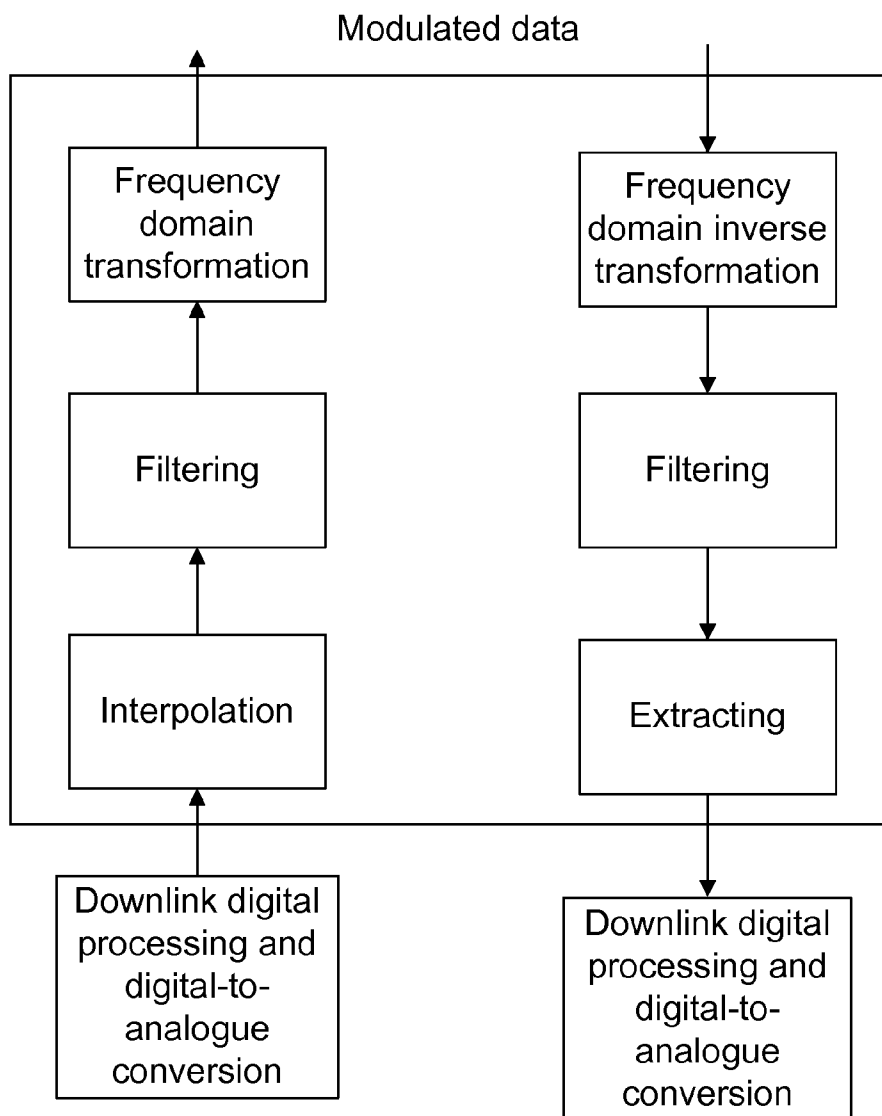 Modulated data
Frequency
domain
transformation
Filtering
Interpolation
Downlink digital
processing and
digital-to-
analogue
conversion
Frequency
domain inverse
transformation
Filtering
Extracting
Downlink digital
processing and
digital-to-
analogue
conversion